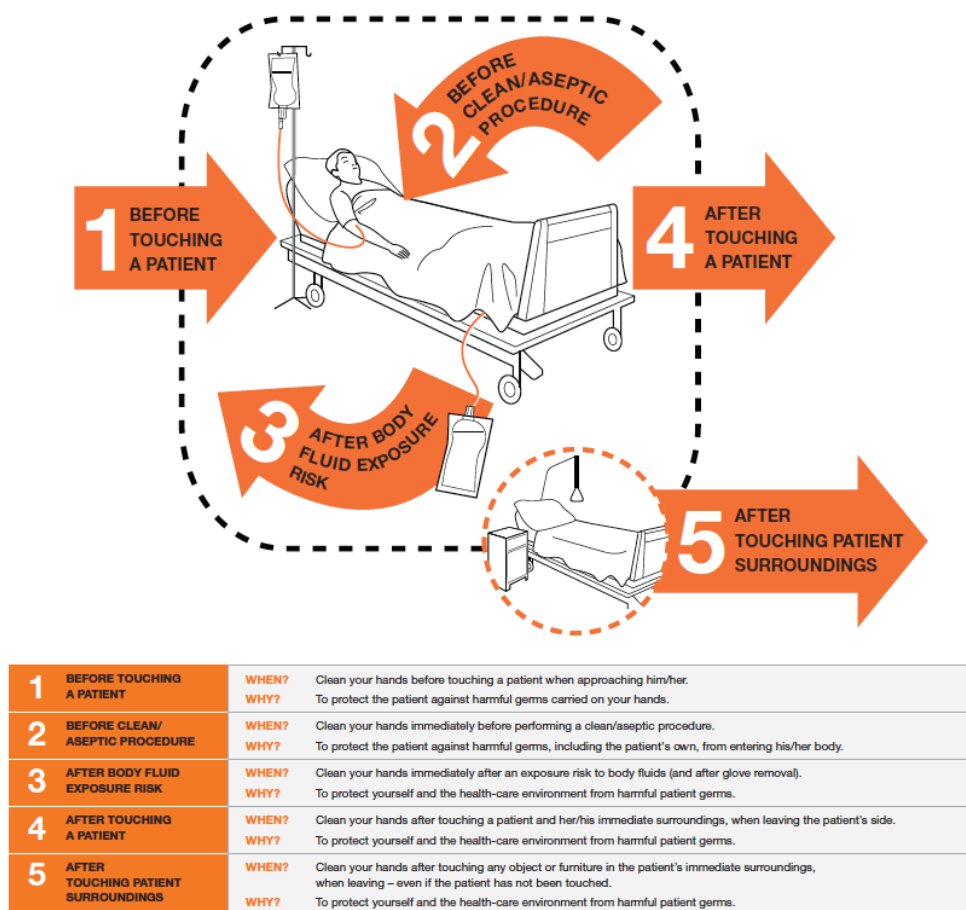 2
BEFORE
CLEAN/ASEPTIC
PROCEDURE
1
BEFORE
TOUCHING
A PATIENT
4
AFTER
TOUCHING
A PATIENT
3
AFTER BODY
FLUID EXPOSURE
RISK
5
AFTER
TOUCHING PATIENT
SURROUNDINGS
1
BEFORE TOUCHING
A PATIENT
WHEN? Clean your hands before touching a patient when approaching him/her.
WHY? To protect the patient against harmful germs carried on your hands.
2
BEFORE CLEAN/
ASEPTIC PROCEDURE
WHEN? Clean your hands immediately before performing a clean/aseptic procedure.
WHY? To protect the patient against harmful germs, including the patient's own, from entering his/her body.
3
AFTER BODY FLUID
EXPOSURE RISK
WHEN? Clean your hands immediately after an exposure risk to body fluids (and after glove removal).
WHY? To protect yourself and the health-care environment from harmful patient germs.
4
AFTER TOUCHING
A PATIENT
WHEN? Clean your hands after touching a patient and her/his immediate surroundings, when leaving the patient's side.
WHY? To protect yourself and the health-care environment from harmful patient germs.
5
AFTER
TOUCHING PATIENT
SURROUNDINGS
WHEN? Clean your hands after touching any object or furniture in the patient's immediate surroundings,
when leaving – even if the patient has not been touched.
WHY? To protect yourself and the health-care environment from harmful patient germs.